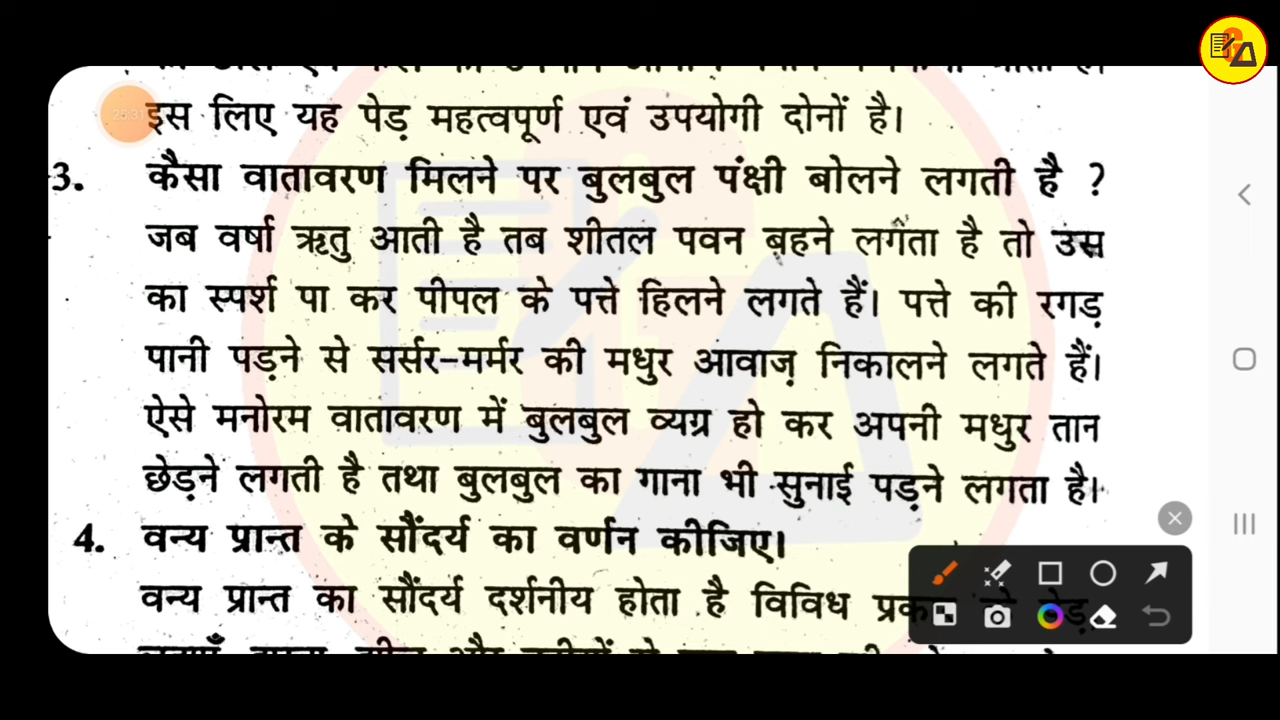 इस लिए यह पेड़ महत्वपूर्ण एवं उपयोगी दोनों है।
3. कैसा वातावरण मिलने पर बुलबुल पंक्षी बोलने लगती है ?
जब वर्षा ऋतु आती है तब शीतल पवन बहने लगता है तो उस
का स्पर्श पा कर पीपल के पत्ते हिलने लगते हैं। पत्ते की रगड़
पानी पड़ने से सर्सर-मर्मर की मधुर आवाज़ निकालने लगते हैं।
ऐसे मनोरम वातावरण में बुलबुल व्यग्र हो कर अपनी मधुर तान
छेड़ने लगती है तथा बुलबुल का गाना भी सुनाई पड़ने लगता है।
4. वन्य प्रान्त के सौंदर्य का वर्णन कीजिए।
वन्य प्रान्त का सौंदर्य दर्शनीय होता है विविध